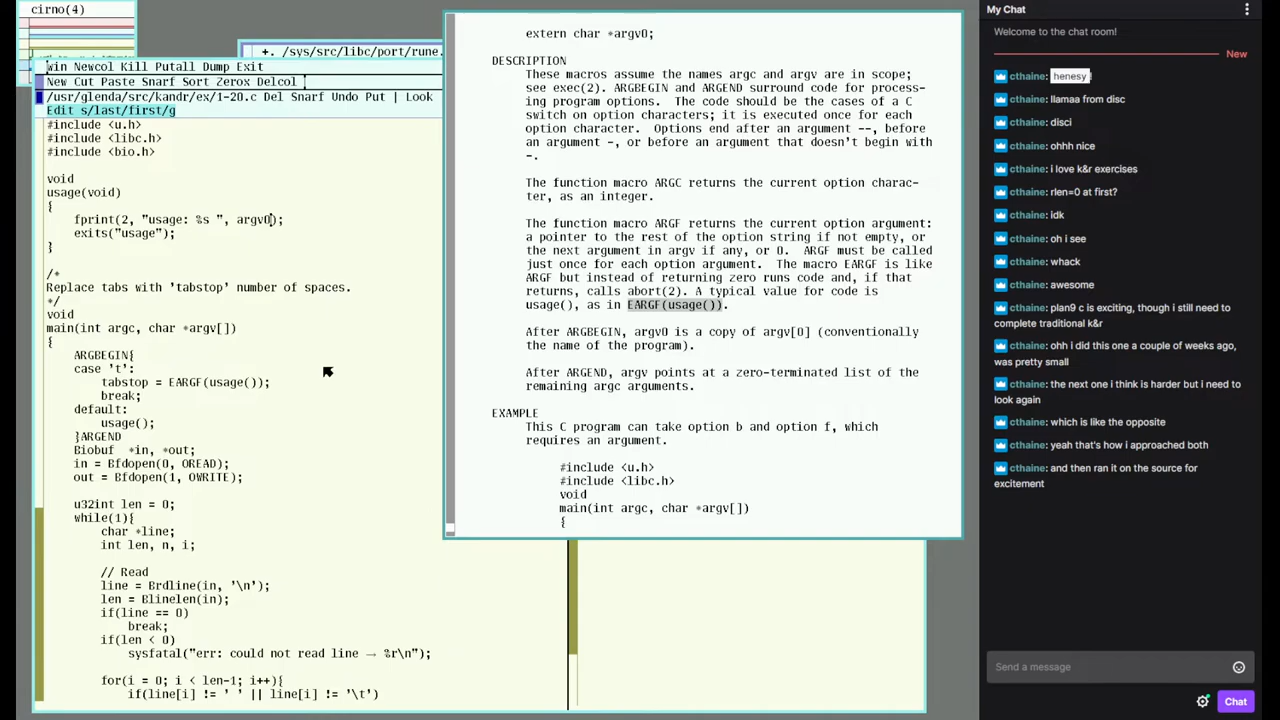 cirno(4)
+. /sys/src/libc/port/rune.
win Newcol Kill Putall Dump Exit
New Cut Paste Snarf Sort Zerox Delcol
/usr/glenda/src/kandr/ex/1-20.c Del Snarf Undo Put | Look
Edit s/last/first/g
#include <u.h>
#include <libc.h>
#include <bio.h>
void
usage(void)
{
fprint(2, "usage: %s ", argv0);
exits("usage");
}
/*
Replace tabs with 'tabstop' number of spaces.
*/
void
main(int argc, char *argv[])
{
ARGBEGIN{
case 't':
tabstop = EARGF(usage());
break;
default:
usage();
}ARGEND
Biobuf  *in, *out;
in = Bfdopen(0, OREAD);
out = Bfdopen(1, OWRITE);
u32int len = 0;
while(1){
char *line;
int len, n, i;
// Read
line = Brdline(in, '\n');
len = Blinelen(in);
if(line == 0)
break;
if(len < 0)
sysfatal("err: could not read line → %r\n");
for(i = 0; i < len-1; i++){
if(line[i] != ' ' || line[i] != '\t')
extern char *argv0;
DESCRIPTION
These macros assume the names argc and argv are in scope;
see exec(2). ARGBEGIN and ARGEND surround code for process-
ing program options.  The code should be the cases of a C
switch on option characters; it is executed once for each
option character.  Options end after an argument --, before
an argument -, or before an argument that doesn't begin with
-.
The function macro ARGC returns the current option charac-
ter, as an integer.
The function macro ARGF returns the current option argument:
a pointer to the rest of the option string if not empty, or
the next argument in argv if any, or 0.  ARGF must be called
just once for each option argument.  The macro EARGF is like
ARGF but instead of returning zero runs code and, if that
returns, calls abort(2). A typical value for code is
usage(), as in EARGF(usage()).
After ARGBEGIN, argv0 is a copy of argv[0] (conventionally
the name of the program).
After ARGEND, argv points at a zero-terminated list of the
remaining argc arguments.
EXAMPLE
This C program can take option b and option f, which
requires an argument.
#include <u.h>
#include <libc.h>
void
main(int argc, char *argv[])
{
My Chat
Welcome to the chat room!
New
cthaine: henesy
cthaine: llamaa from disc
cthaine: disci
cthaine: ohhh nice
cthaine: i love k&r exercises
cthaine: rlen=0 at first?
cthaine: idk
cthaine: oh i see
cthaine: whack
cthaine: awesome
cthaine: plan9 c is exciting, though i still need to
complete traditional k&r
cthaine: ohh i did this one a couple of weeks ago,
was pretty small
cthaine: the next one i think is harder but i need to
look again
cthaine: which is like the opposite
cthaine: yeah that's how i approached both
cthaine: and then ran it on the source for
excitement
Send a message
Chat